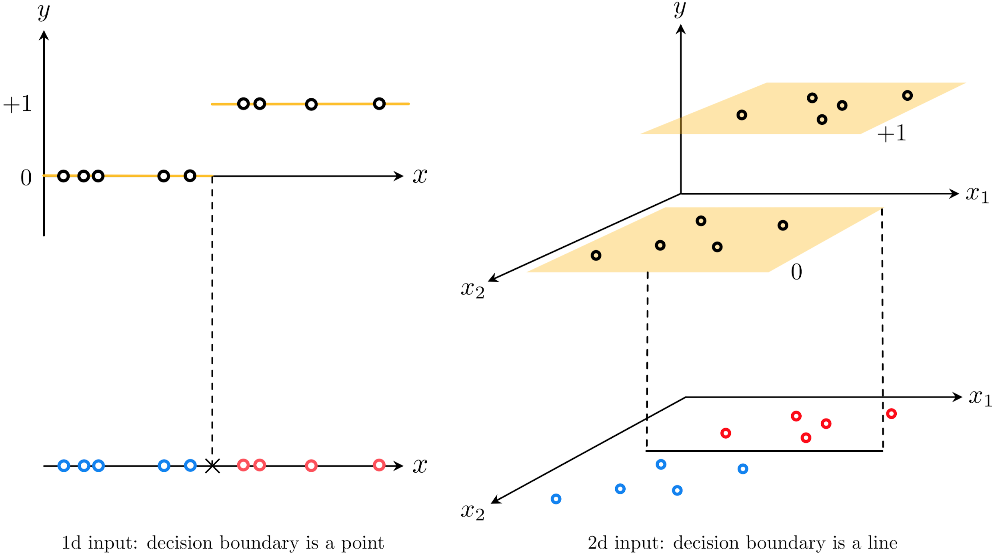 y
+1
0
x
x
1d input: decision boundary is a point
y
+1
x₁
0
x₂
x₁
x₂
2d input: decision boundary is a line